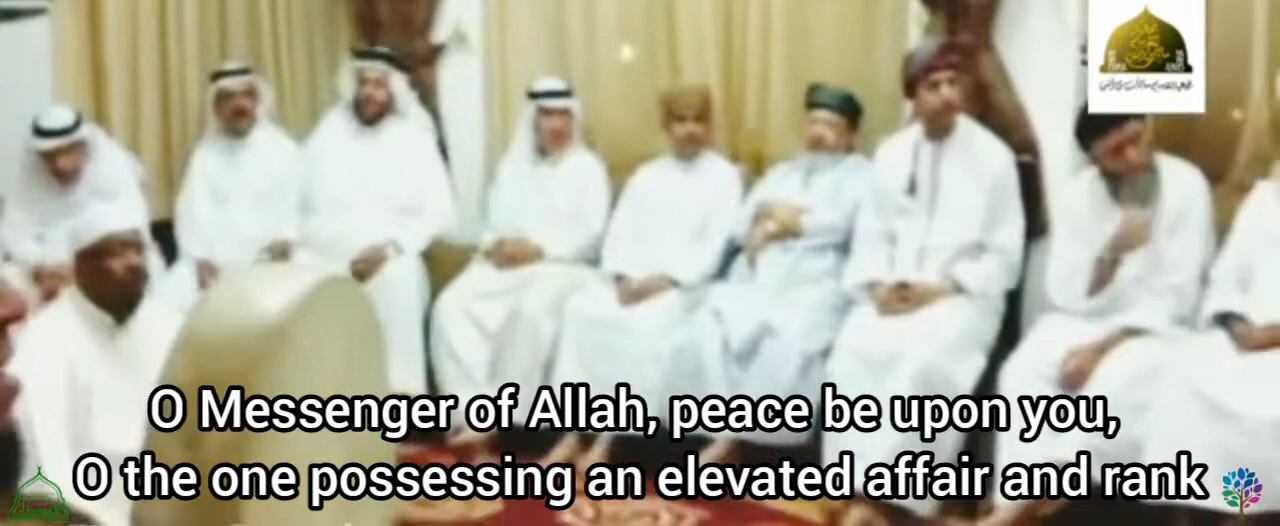 O Messenger of Allah, peace be upon you,
O the one possessing an elevated affair and rank